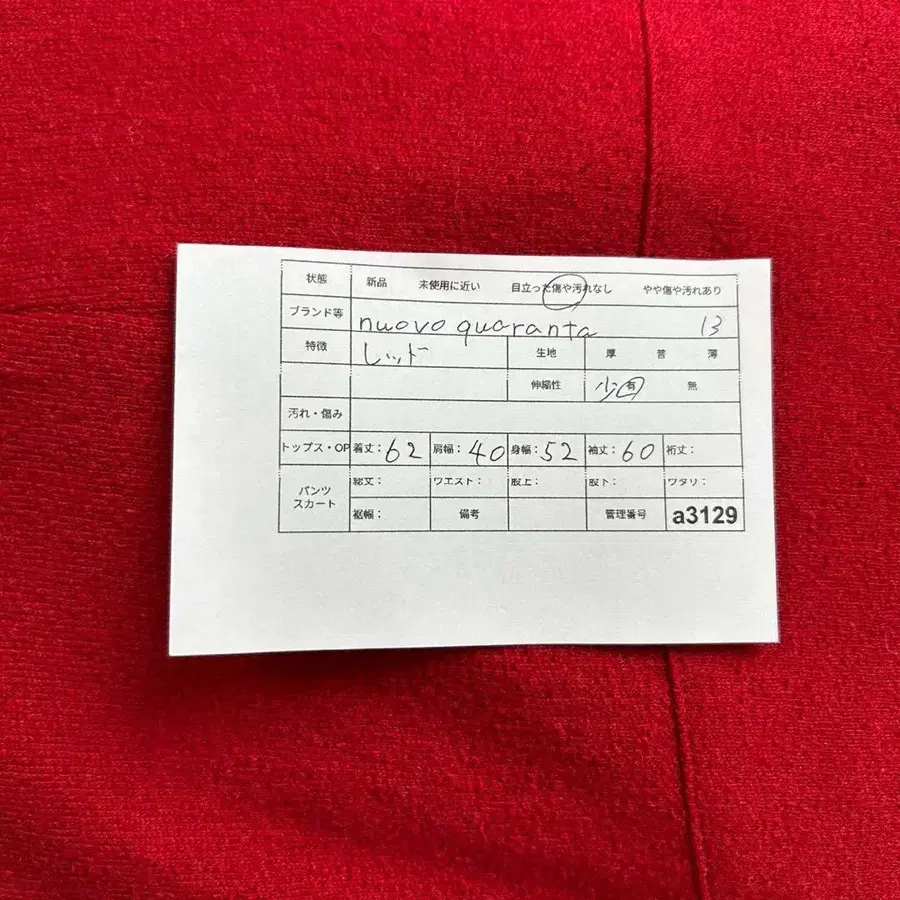 状態 新品 未使用に近い 目立った傷や汚れなし やや傷や汚れあり
ブランド等 nuovo quaranta 13
特徴 レッド 生地 厚 普 薄
伸縮性 少 有 無
汚れ・傷み
トップス・OP 着丈：62 肩幅：40 身幅：52 袖丈：60 裄丈：
パンツ スカート 総丈： ウエスト： 股上： 股下： ワタリ：
裾幅： 備考 管理番号 a3129